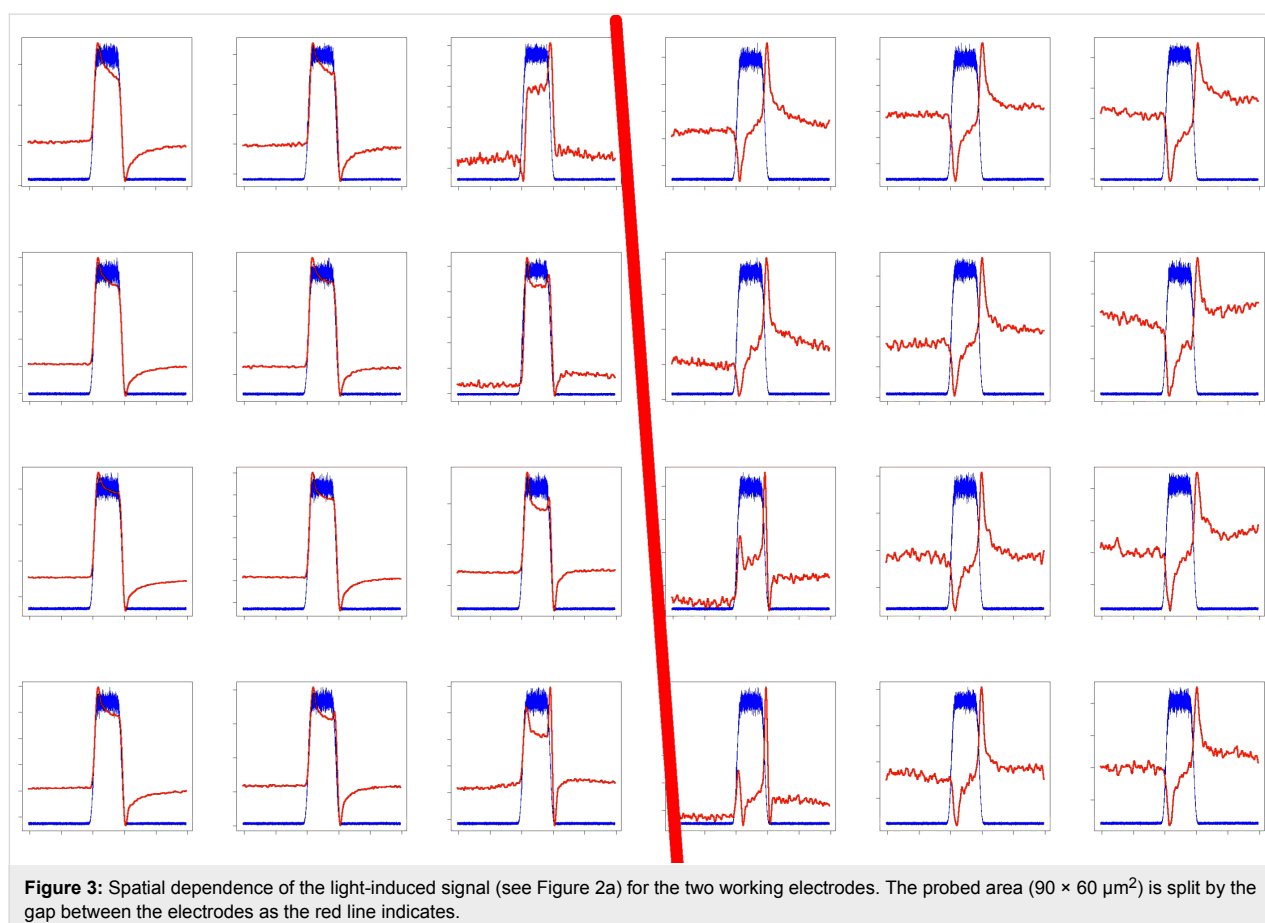 Figure 3: Spatial dependence of the light-induced signal (see Figure 2a) for the two working electrodes. The probed area (90 × 60 µm²) is split by the
gap between the electrodes as the red line indicates.